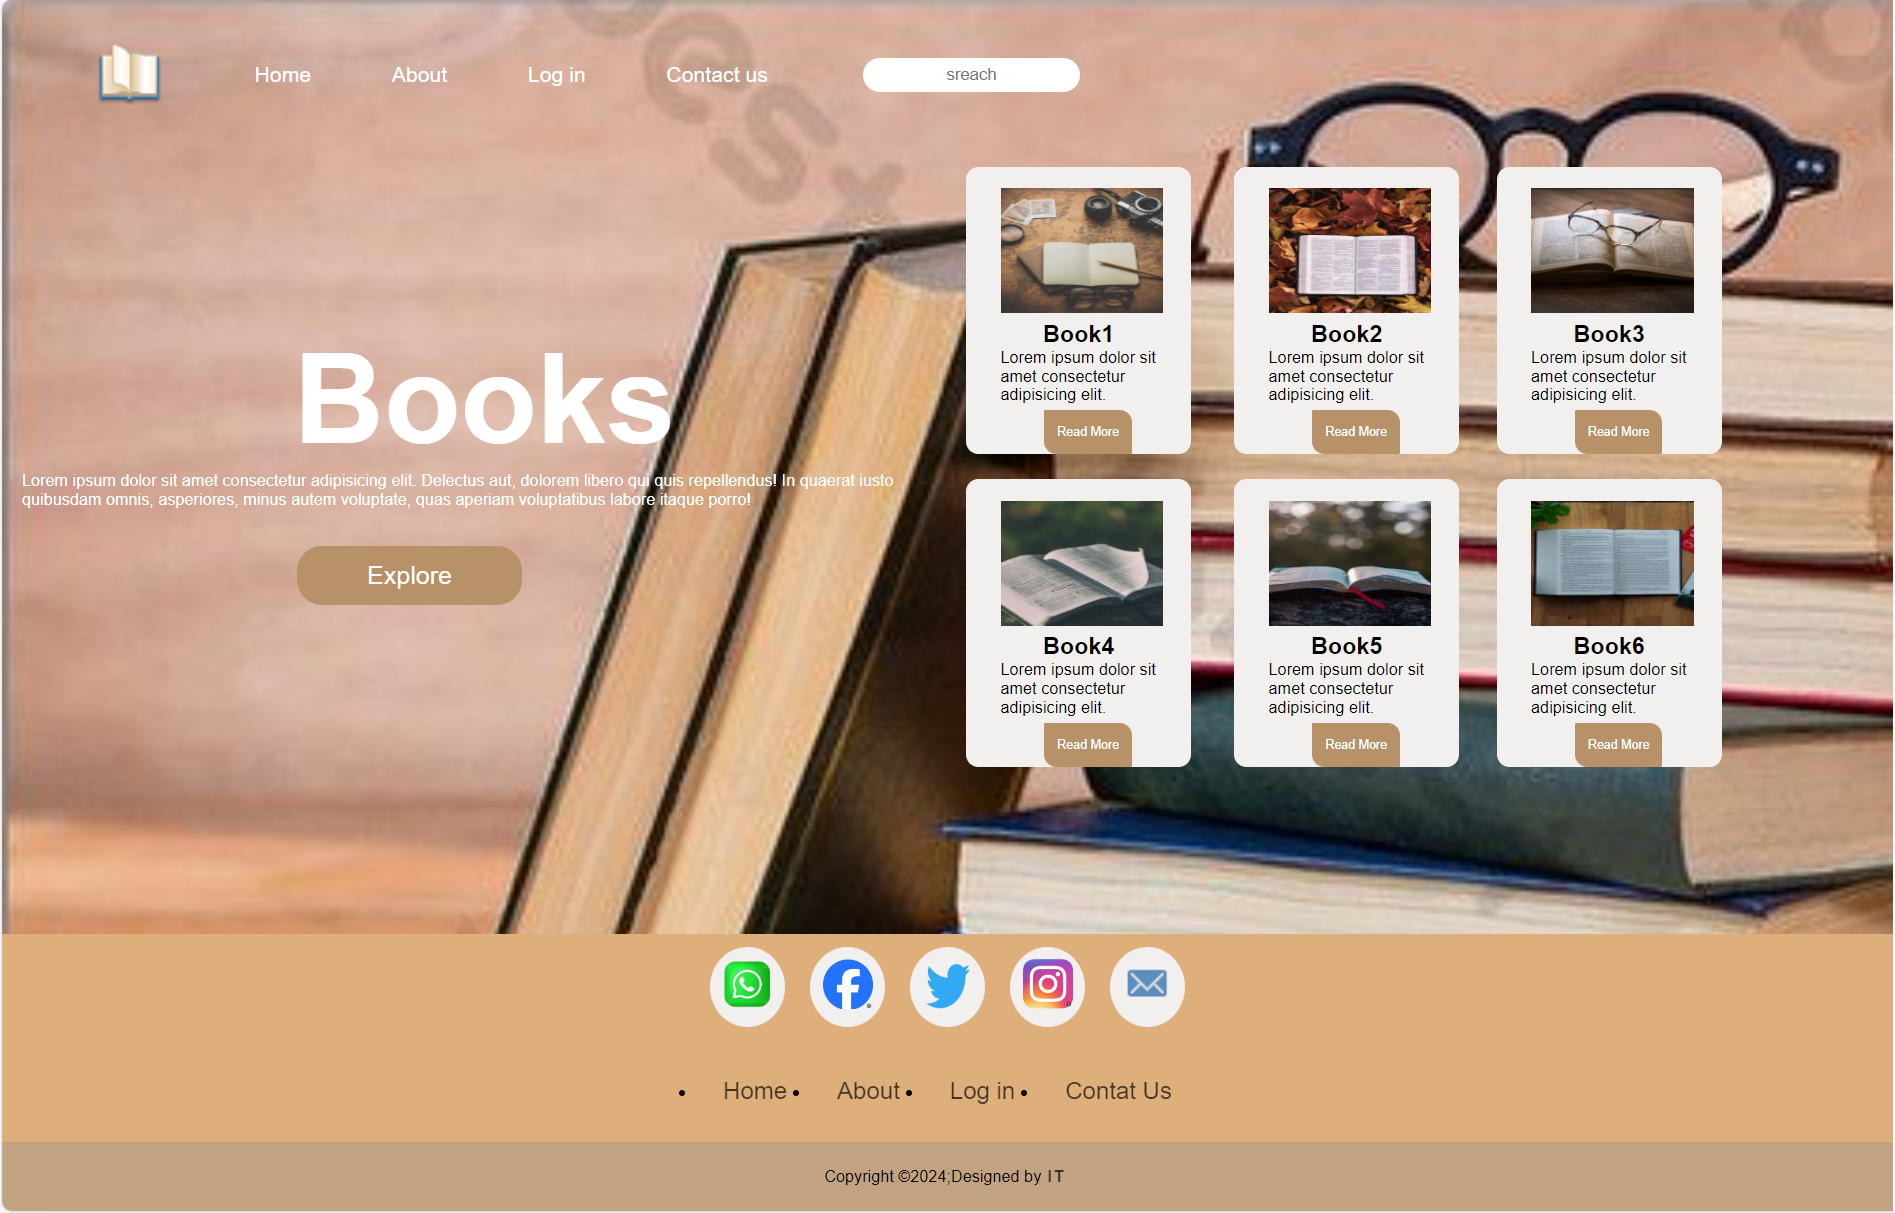 Home About Log in Contact us sreach
Books
Lorem ipsum dolor sit amet consectetur adipisicing elit. Delectus aut, dolorem libero qui quis repellendus! In quaerat iusto
quibusdam omnis, asperiores, minus autem voluptate, quas aperiam voluptatibus labore itaque porro!
Explore
Book1
Lorem ipsum dolor sit
amet consectetur
adipisicing elit.
Read More
Book2
Lorem ipsum dolor sit
amet consectetur
adipisicing elit.
Read More
Book3
Lorem ipsum dolor sit
amet consectetur
adipisicing elit.
Read More
Book4
Lorem ipsum dolor sit
amet consectetur
adipisicing elit.
Read More
Book5
Lorem ipsum dolor sit
amet consectetur
adipisicing elit.
Read More
Book6
Lorem ipsum dolor sit
amet consectetur
adipisicing elit.
Read More
• Home • About • Log in • Contat Us
Copyright ©2024;Designed by IT